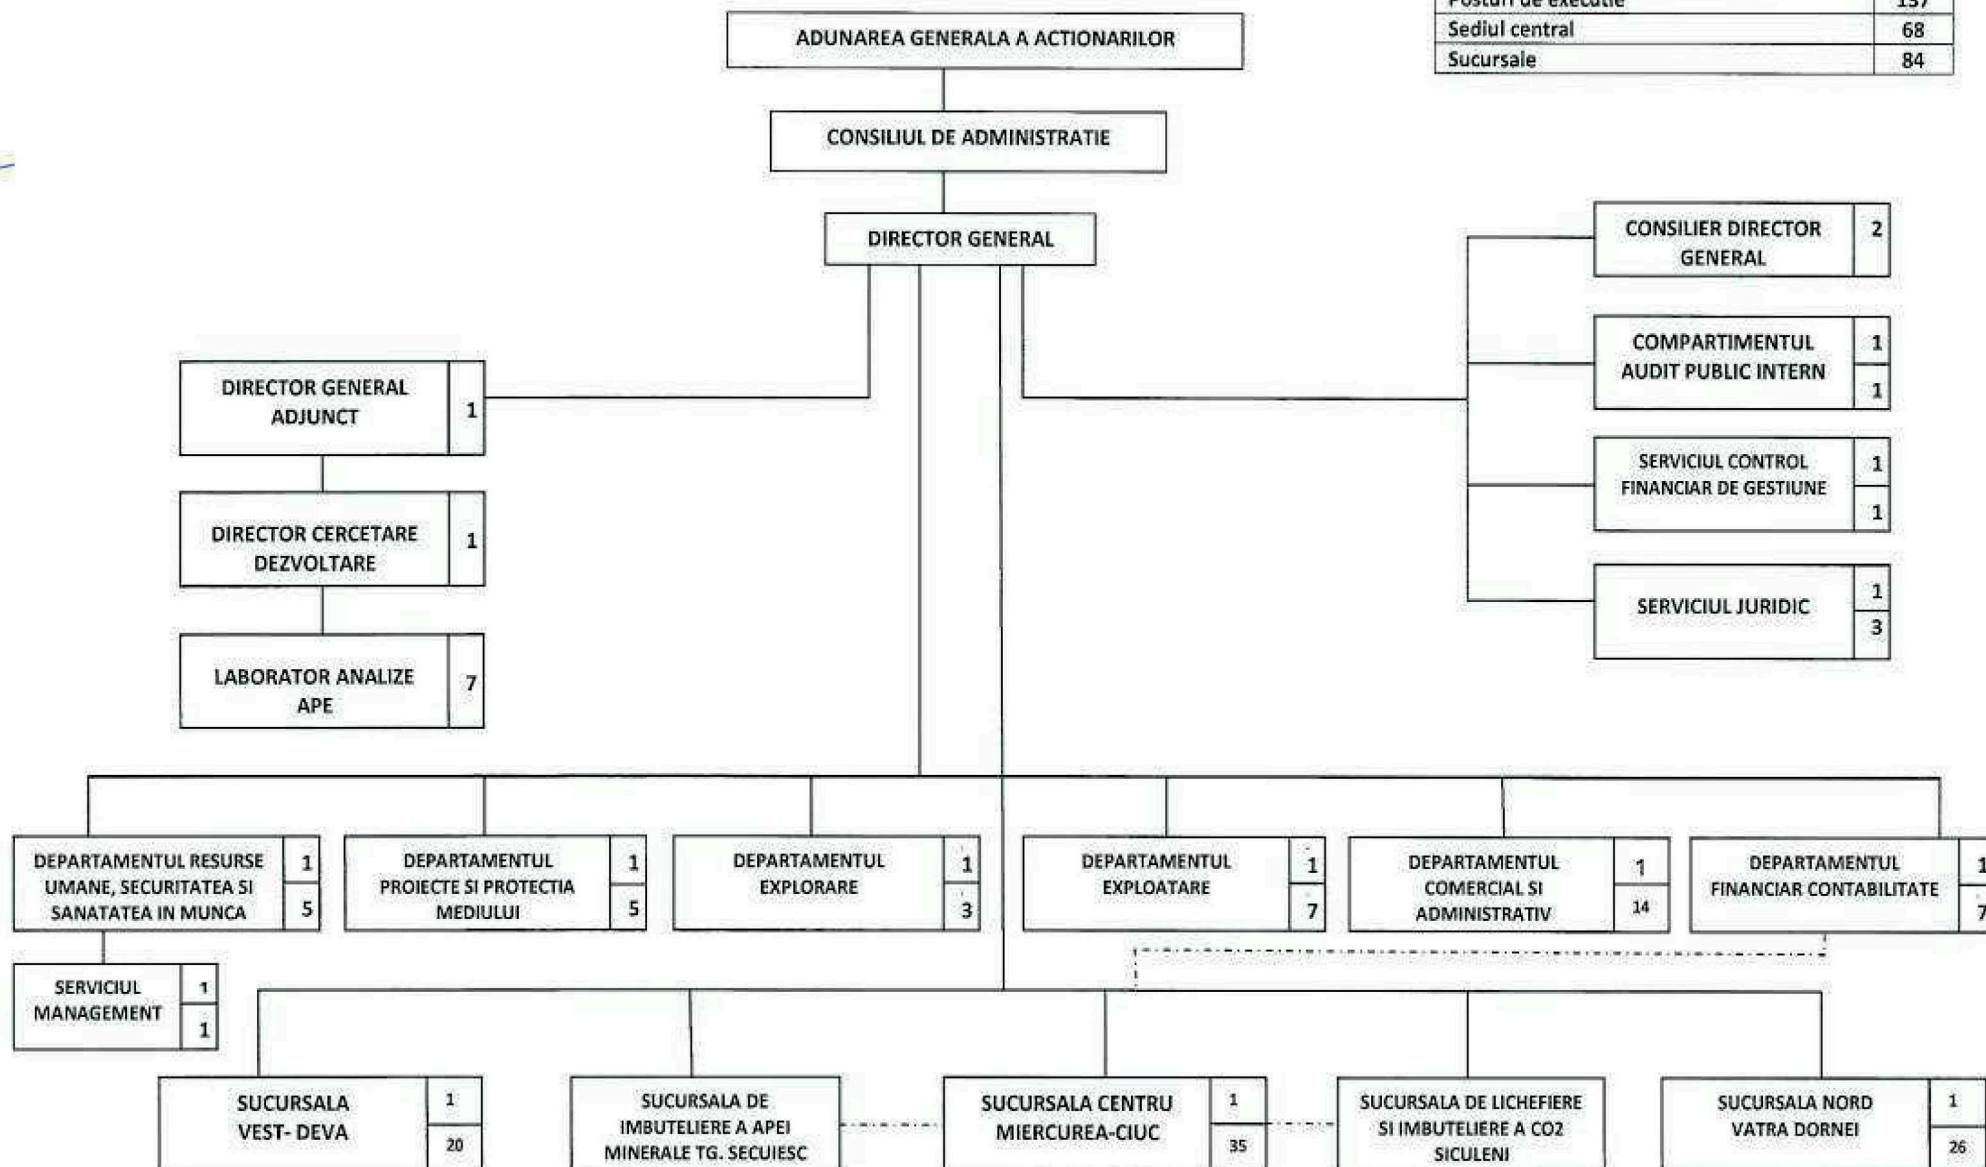 Posturi de executie 137
Sediul central 68
Sucursale 84
ADUNAREA GENERALA A ACTIONARILOR
CONSILIUL DE ADMINISTRATIE
DIRECTOR GENERAL
CONSILIER DIRECTOR 2
GENERAL
COMPARTIMENTUL 1
AUDIT PUBLIC INTERN
1
SERVICIUL CONTROL 1
FINANCIAR DE GESTIUNE
1
SERVICIUL JURIDIC 1
3
DIRECTOR GENERAL
ADJUNCT 1
DIRECTOR CERCETARE 1
DEZVOLTARE
LABORATOR ANALIZE 7
APE
DEPARTAMENTUL RESURSE 1
UMANE, SECURITATEA SI
SANATATEA IN MUNCA 5
DEPARTAMENTUL 1
PROIECTE SI PROTECTIA
MEDIULUI 5
DEPARTAMENTUL 1
EXPLORARE
3
DEPARTAMENTUL 1
EXPLOATARE
7
DEPARTAMENTUL 1
COMERCIAL SI
ADMINISTRATIV 14
DEPARTAMENTUL 1
FINANCIAR CONTABILITATE
7
SERVICIUL 1
MANAGEMENT
1
SUCURSALA 1
VEST- DEVA
20
SUCURSALA DE
IMBUTELIERE A APEI
MINERALE TG. SECUIESC
SUCURSALA CENTRU 1
MIERCUREA-CIUC
35
SUCURSALA DE LICHEFIERE
SI IMBUTELIERE A CO2
SICULENI
SUCURSALA NORD 1
VATRA DORNEI
26